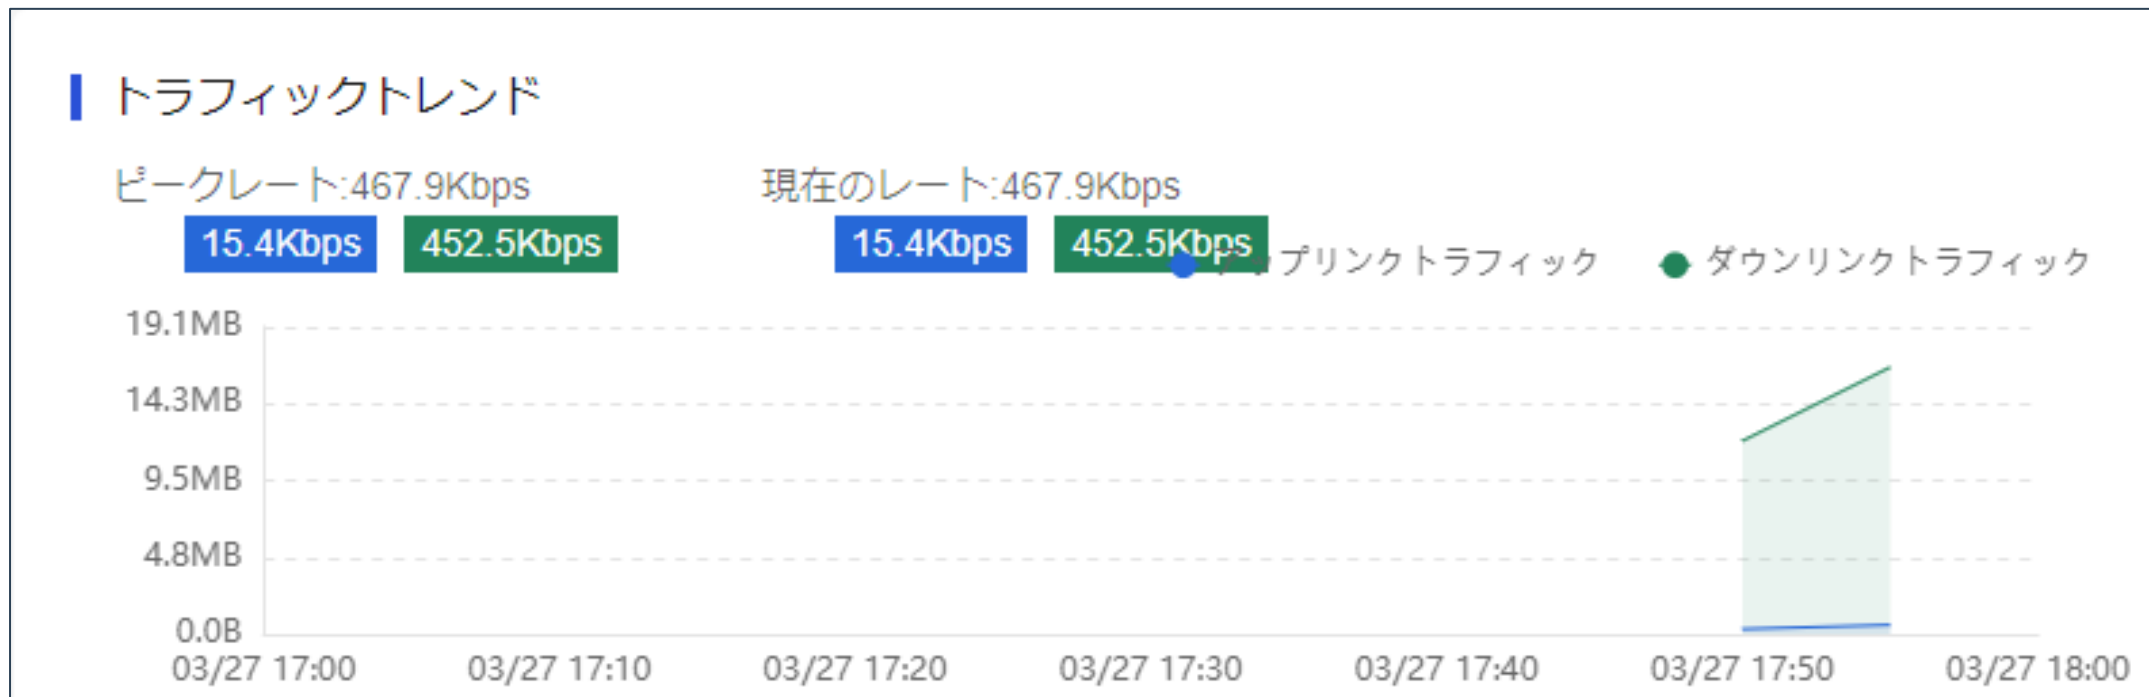 トラフィックトレンド
ピークレート:467.9Kbps 現在のレート:467.9Kbps
15.4Kbps 452.5Kbps 15.4Kbps 452.5Kbps
プリンクトラフィック ダウンリンクトラフィック
19.1MB
14.3MB
9.5MB
4.8MB
0.0B
03/27 17:00 03/27 17:10 03/27 17:20 03/27 17:30 03/27 17:40 03/27 17:50 03/27 18:00